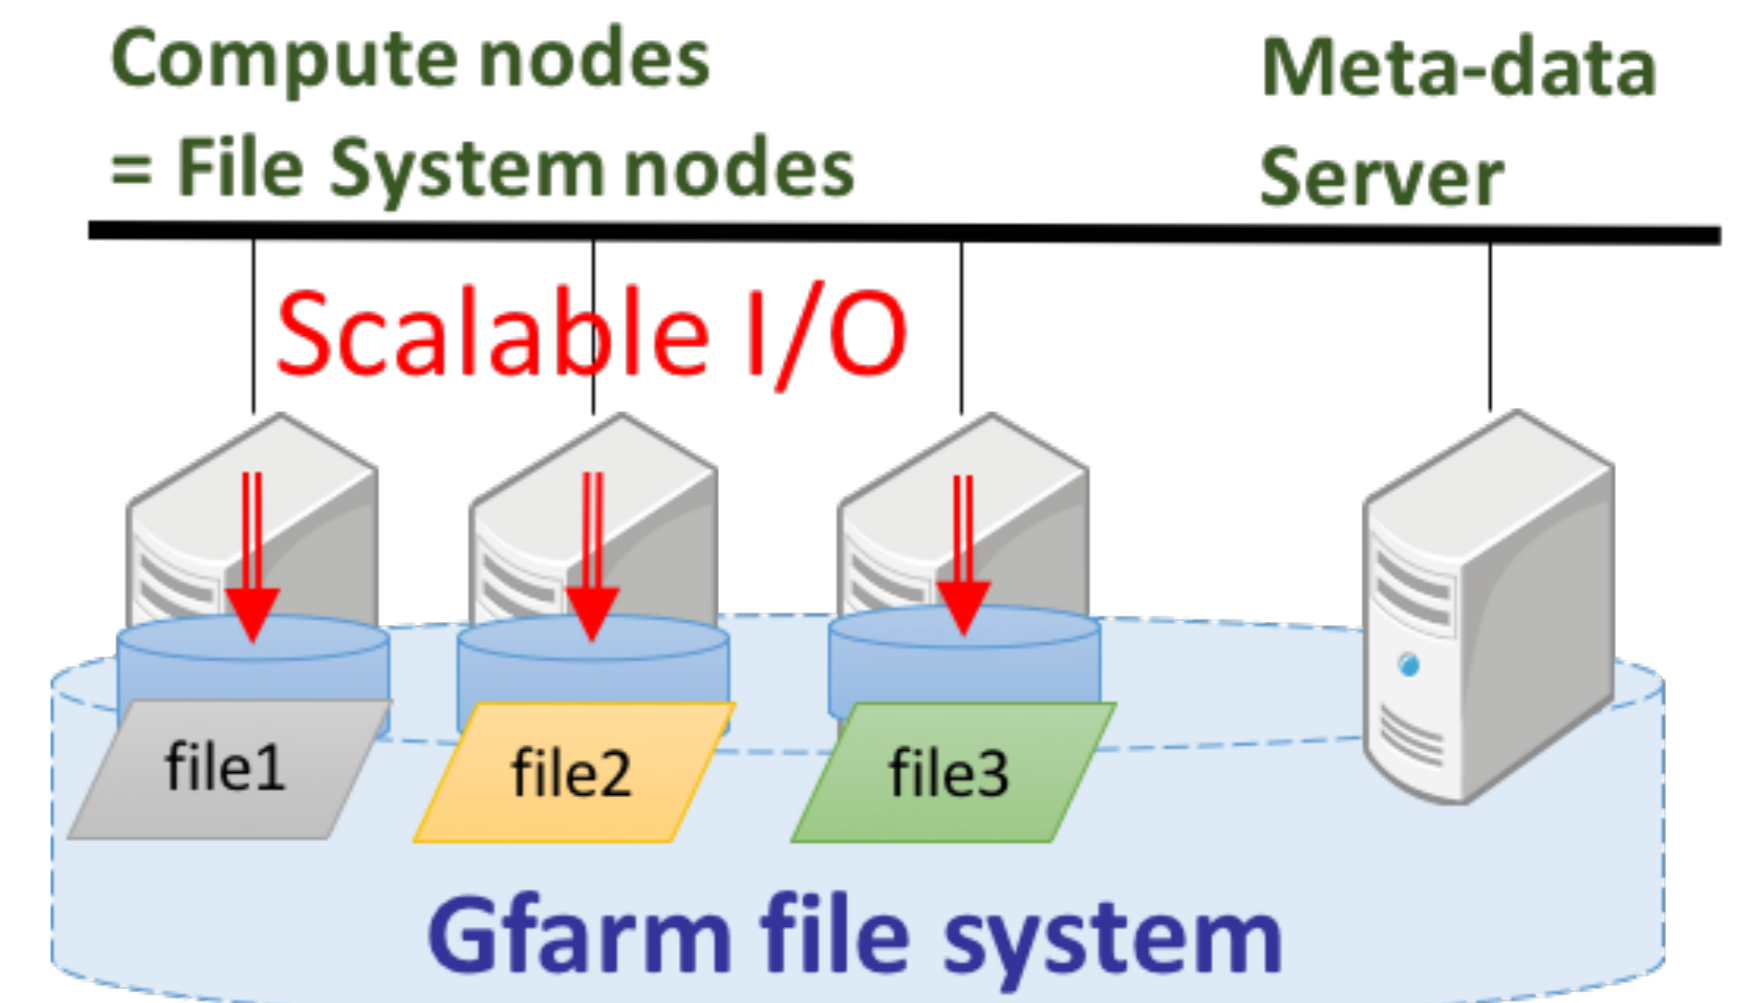 Compute nodes
= File System nodes
Meta-data
Server
Scalable I/O
file1
file2
file3
Gfarm file system